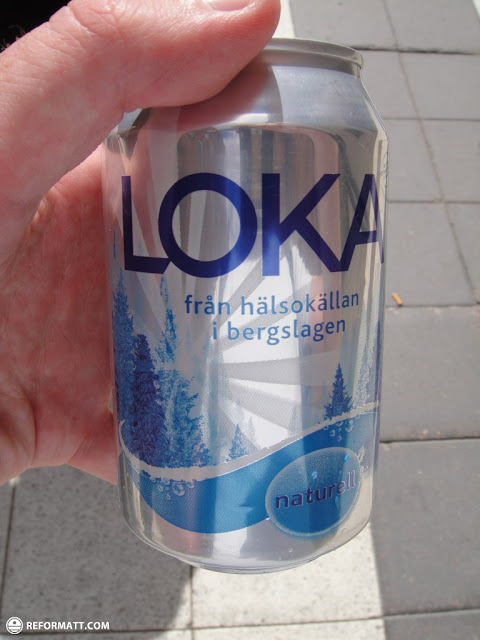 LOKA
från hälsokällan
i bergslagen
naturell
REFORMATT.COM